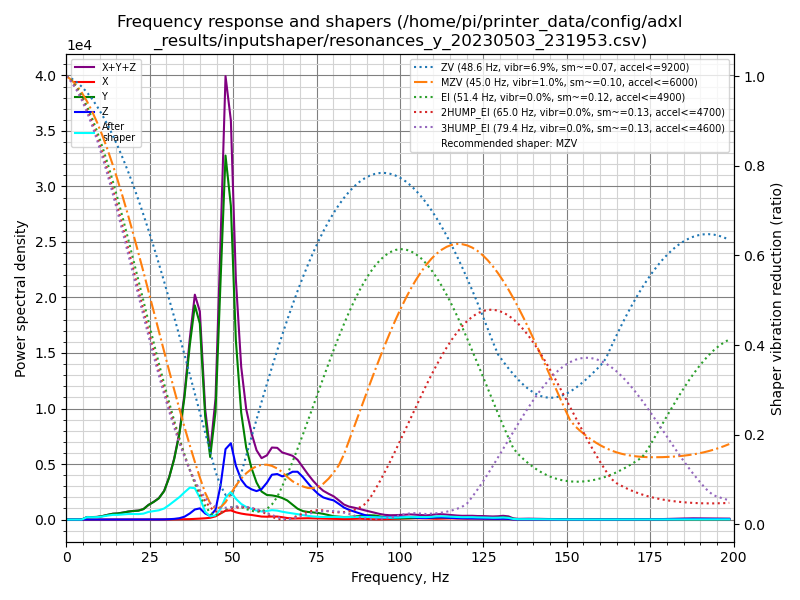 Frequency response and shapers (/home/pi/printer_data/config/adxl
_results/inputshaper/resonances_y_20230503_231953.csv)
1e4
X+Y+Z
X
Y
Z
After
shaper
ZV (48.6 Hz, vibr=6.9%, sm~=0.07, accel<=9200)
MZV (45.0 Hz, vibr=1.0%, sm~=0.10, accel<=6000)
EI (51.4 Hz, vibr=0.0%, sm~=0.12, accel<=4900)
2HUMP_EI (65.0 Hz, vibr=0.0%, sm~=0.13, accel<=4700)
3HUMP_EI (79.4 Hz, vibr=0.0%, sm~=0.13, accel<=4600)
Recommended shaper: MZV
Power spectral density
4.0
3.5
3.0
2.5
2.0
1.5
1.0
0.5
0.0
1.0
0.8
0.6
0.4
0.2
0.0
Shaper vibration reduction (ratio)
0 25 50 75 100 125 150 175 200
Frequency, Hz